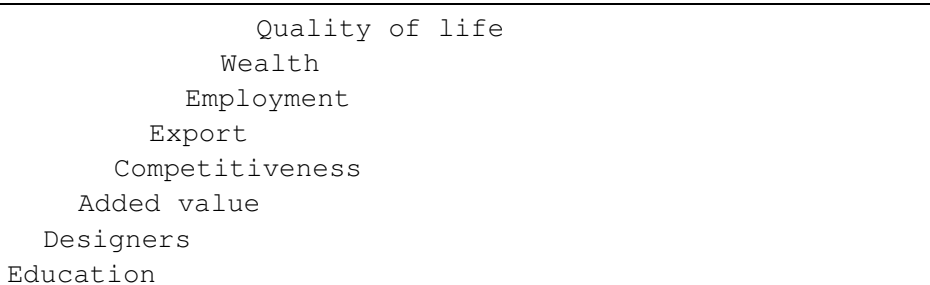 Quality of life
Wealth
Employment
Export
Competitiveness
Added value
Designers
Education